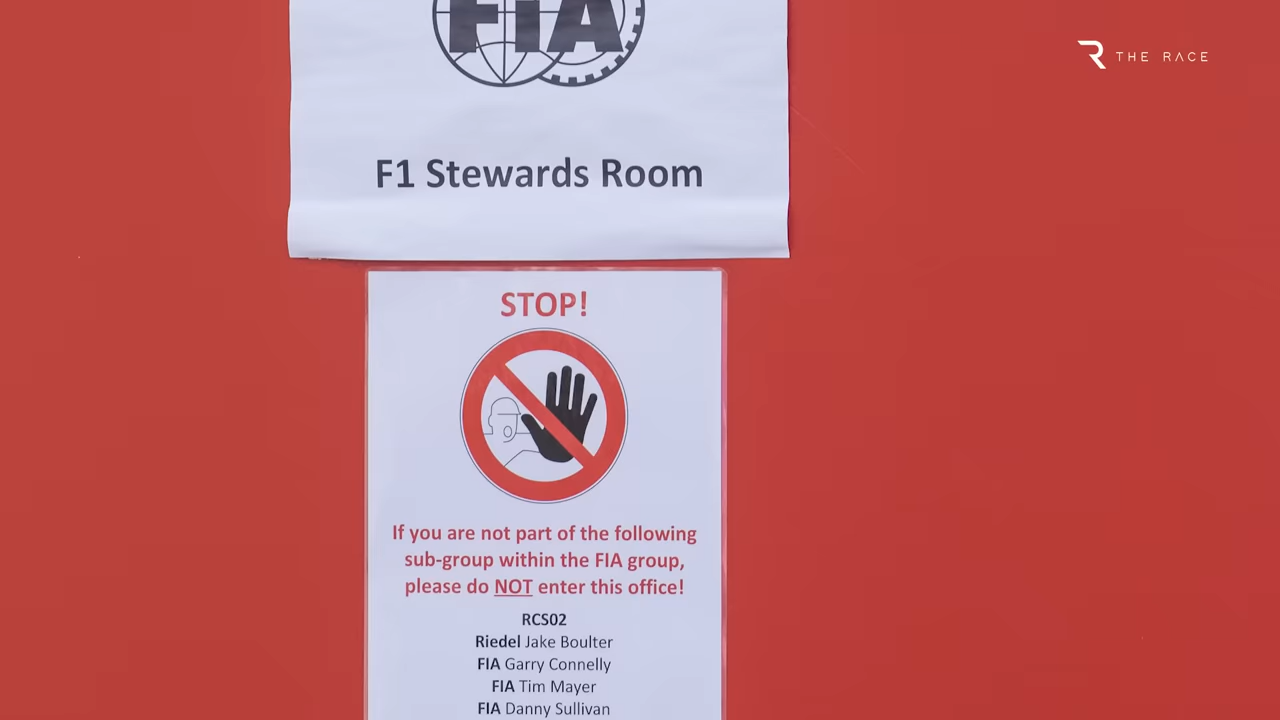 FiA
THE RACE
F1 Stewards Room
STOP!
If you are not part of the following
sub-group within the FIA group,
please do NOT enter this office!
RCS02
Riedel Jake Boulter
FIA Garry Connelly
FIA Tim Mayer
FIA Danny Sullivan